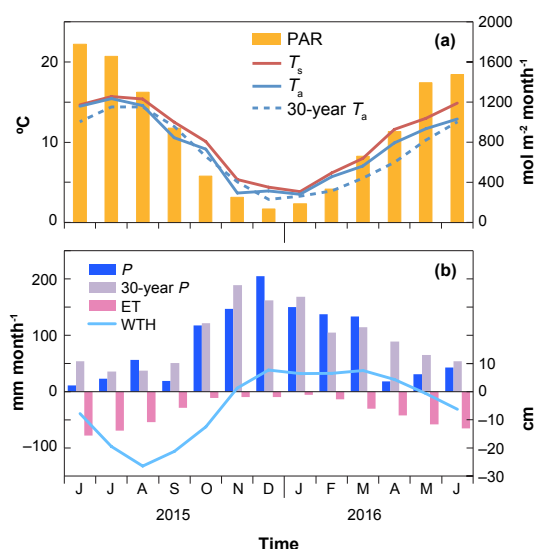 (a)
PAR
Ts
Ta
30-year Ta
20
10
0
ºC
2000
1600
1200
800
400
0
mol m-2 month-1
(b)
P
30-year P
ET
WTH
200
100
0
−100
mm month-1
10
0
−10
−20
−30
cm
J J A S O N D J F M A M J
2015 2016
Time